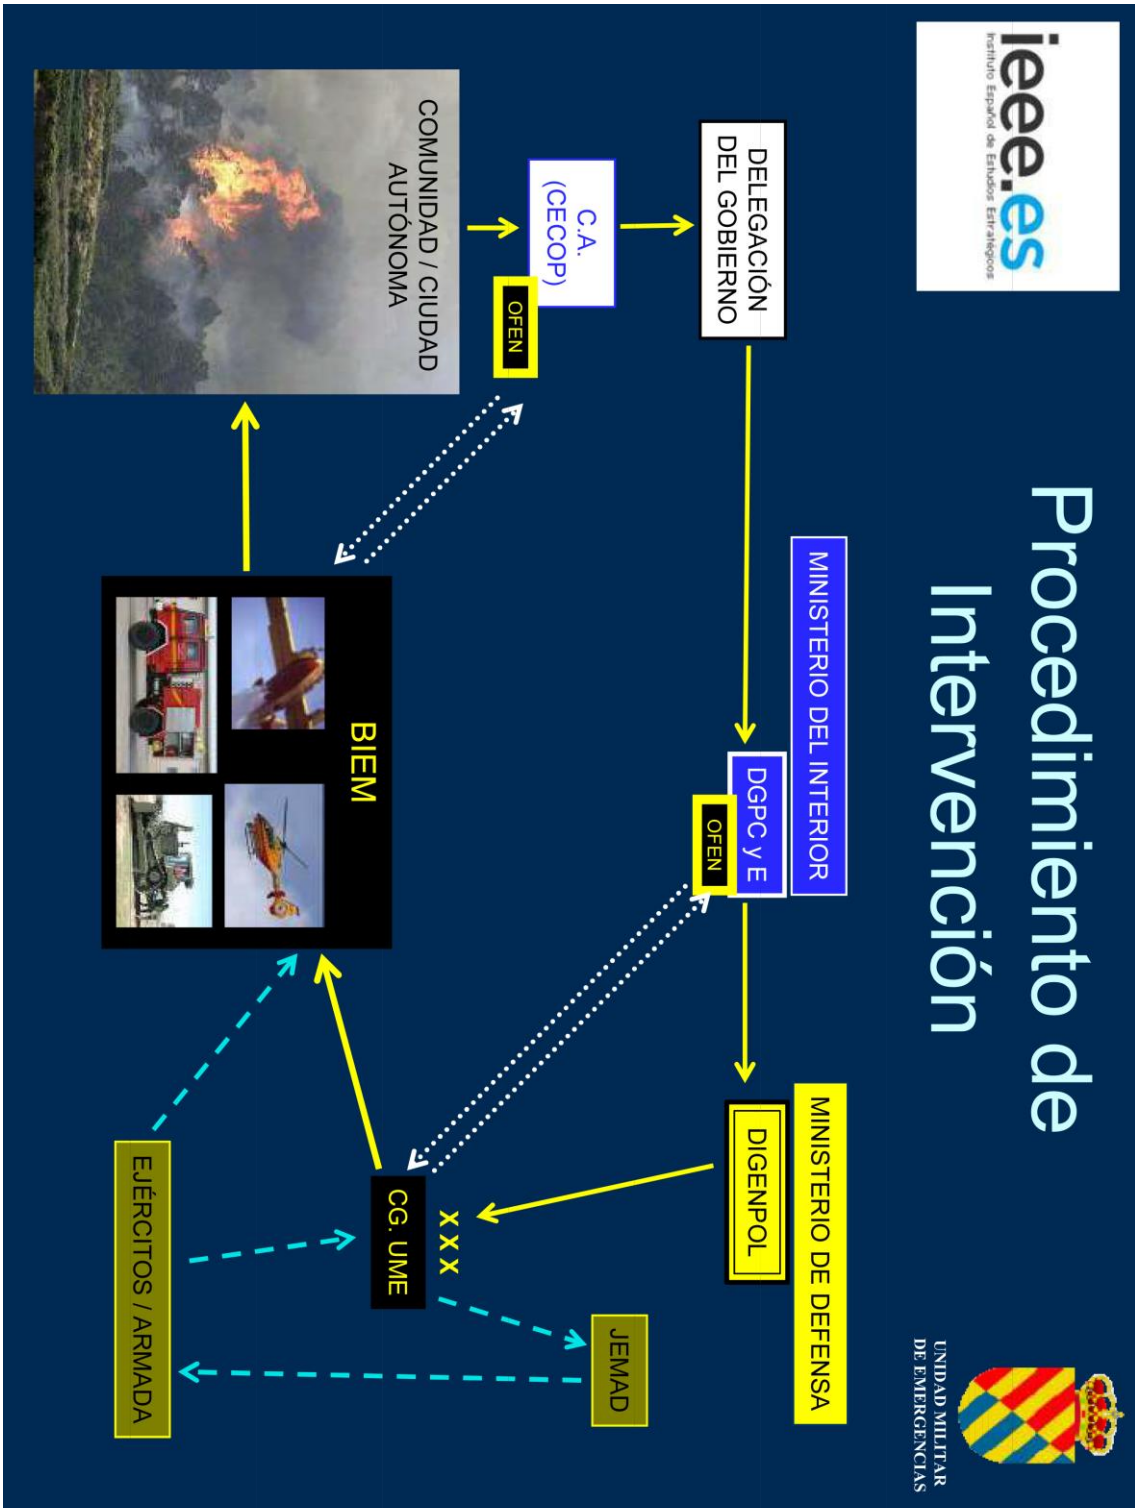 ieee.es
Instituto Español de Estudios Estratégicos
Procedimiento de
Intervención
UNIDAD MILITAR
DE EMERGENCIAS
MINISTERIO DEL INTERIOR
MINISTERIO DE DEFENSA
DELEGACIÓN
DEL GOBIERNO
DGPC y E
OFEN
DIGENPOL
JEMAD
C.A.
(CECOP)
OFEN
X X X
CG. UME
COMUNIDAD / CIUDAD
AUTÓNOMA
BIEM
EJÉRCITOS / ARMADA